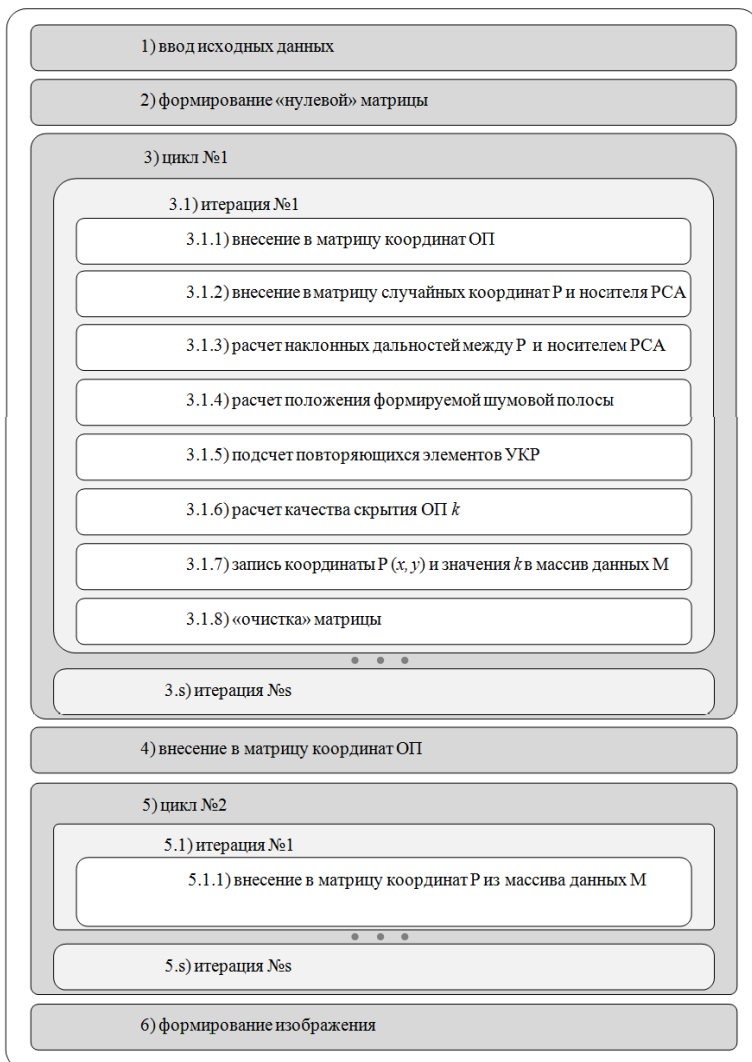 1) ввод исходных данных
2) формирование «нулевой» матрицы
3) цикл №1
3.1) итерация №1
3.1.1) внесение в матрицу координат ОП
3.1.2) внесение в матрицу случайных координат Р и носителя РСА
3.1.3) расчет наклонных дальностей между Р и носителем РСА
3.1.4) расчет положения формируемой шумовой полосы
3.1.5) подсчет повторяющихся элементов УКР
3.1.6) расчет качества скрытия ОП k
3.1.7) запись координаты Р (x, y) и значения k в массив данных М
3.1.8) «очистка» матрицы
3.s) итерация №s
4) внесение в матрицу координат ОП
5) цикл №2
5.1) итерация №1
5.1.1) внесение в матрицу координат Р из массива данных М
5.s) итерация №s
6) формирование изображения